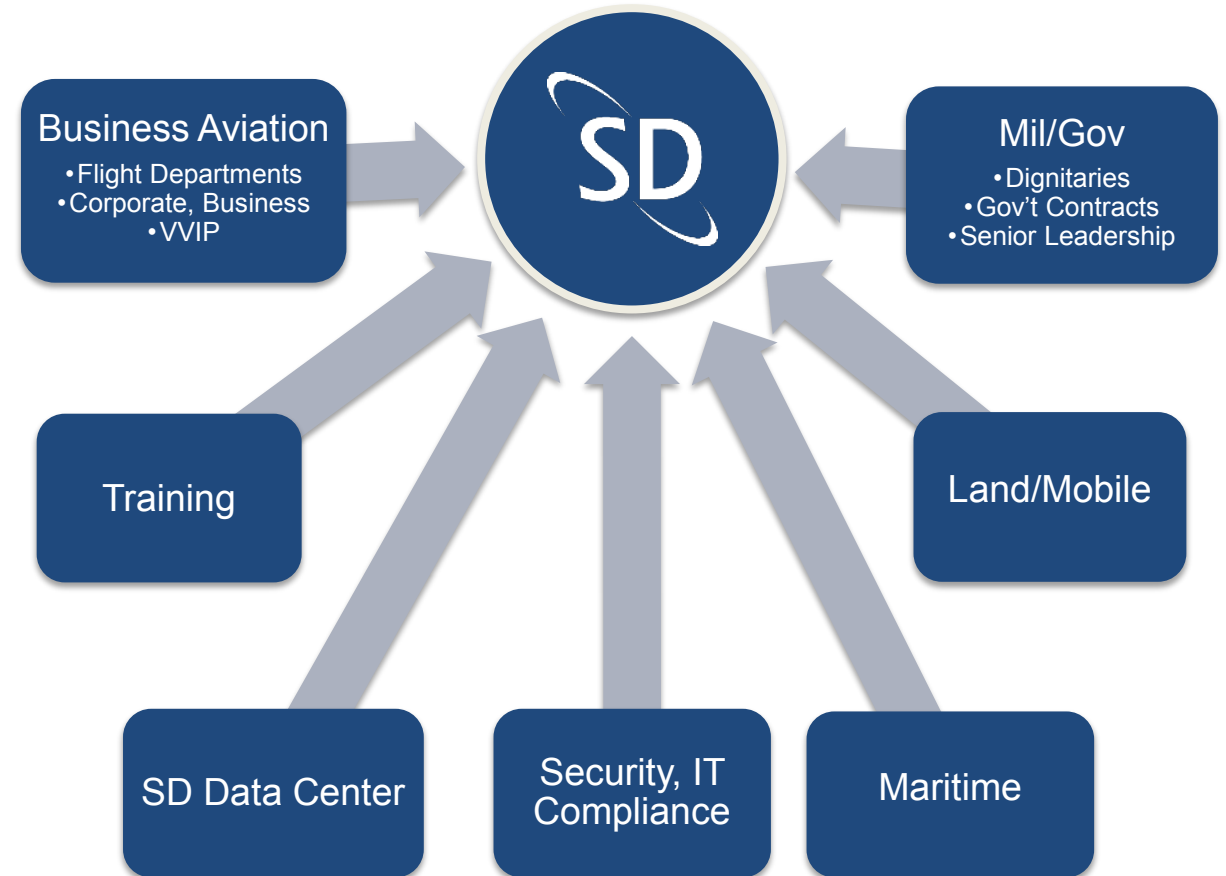 SD
Business Aviation
•Flight Departments
•Corporate, Business
•VVIP
Mil/Gov
•Dignitaries
•Gov’t Contracts
•Senior Leadership
Training
Land/Mobile
SD Data Center
Security, IT
Compliance
Maritime